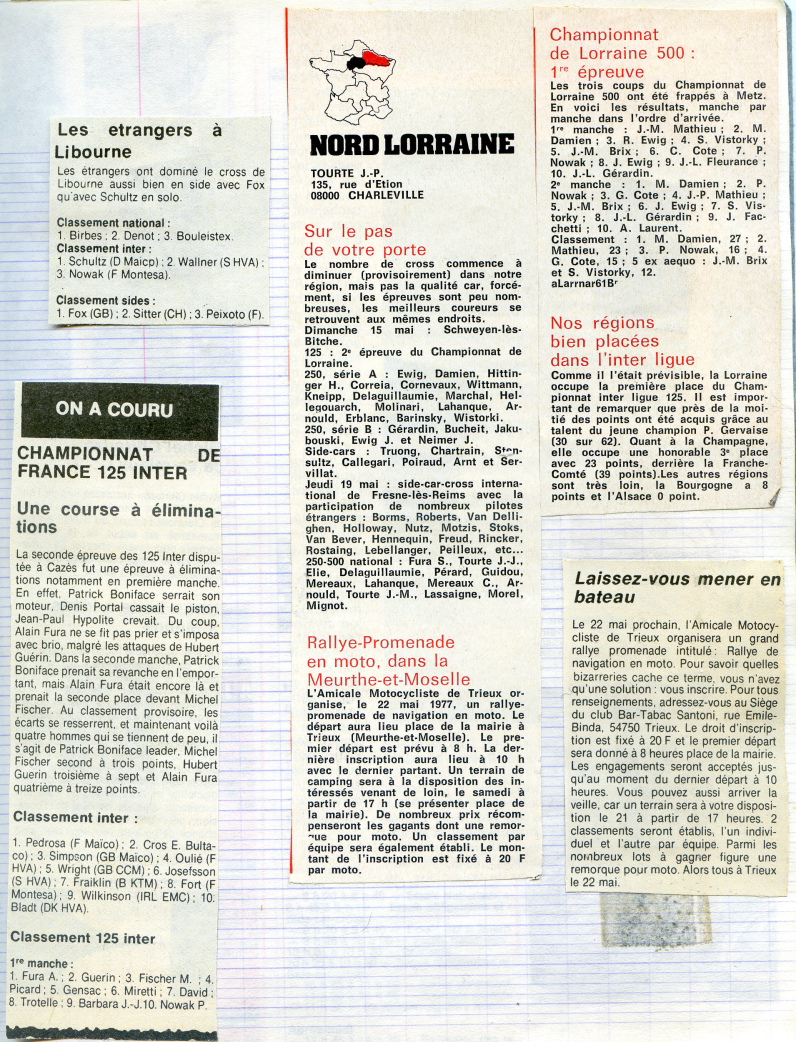 Les etrangers à
Libourne
Les étrangers ont dominé le cross de
Libourne aussi bien en side avec Fox
qu'avec Schultz en solo.
Classement national :
1. Birbes ; 2. Denot ; 3. Bouleistex.
Classement inter :
1. Schultz (D Maico) ; 2. Wallner (S HVA) ;
3. Nowak (F Montesa).
Classement sides :
1. Fox (GB) ; 2. Sitter (CH) ; 3. Peixoto (F).
ON A COURU
CHAMPIONNAT DE
FRANCE 125 INTER
Une course à élimina-
tions
La seconde épreuve des 125 Inter dispu-
tée à Cazès fut une épreuve à élimina-
tions notamment en première manche.
En effet, Patrick Boniface serrait son
moteur, Denis Portal cassait le piston,
Jean-Paul Hypolite crevait. Du coup,
Alain Fura ne se fit pas prier et s'imposa
avec brio, malgré les attaques de Hubert
Guérin. Dans la seconde manche, Patrick
Boniface prenait sa revanche en l'empor-
tant, mais Alain Fura était encore là et
prenait la seconde place devant Michel
Fischer. Au classement provisoire, les
écarts se resserrent, et maintenant voilà
quatre hommes qui se tiennent de peu, il
s'agit de Patrick Boniface leader, Michel
Fischer second à trois points, Hubert
Guerin troisième à sept et Alain Fura
quatrième à treize points.
Classement inter :
1. Pedrosa (F Maïco) ; 2. Cros E. Bulta-
co) ; 3. Simpson (GB Maïco) ; 4. Oulié (F
HVA) ; 5. Wright (GB CCM) ; 6. Josefsson
(S HVA) ; 7. Fraiklin (B KTM) ; 8. Fort (F
Montesa) ; 9. Wilkinson (IRL EMC) ; 10.
Bladt (DK HVA).
Classement 125 inter
1re manche :
1. Fura A. ; 2. Guerin ; 3. Fischer M. ; 4.
Picard ; 5. Gensac ; 6. Miretti ; 7. David ;
8. Trotelle ; 9. Barbara J.-J.10. Nowak P.
NORD LORRAINE
TOURTE J.-P.
135, rue d'Etion
08000 CHARLEVILLE
Sur le pas
de votre porte
Le nombre de cross commence à
diminuer (provisoirement) dans notre
région, mais pas la qualité car, forcé-
ment, si les épreuves sont peu nom-
breuses, les meilleurs coureurs se
retrouvent aux mêmes endroits.
Dimanche 15 mai : Schweyen-lès-
Bitche.
125 : 2e épreuve du Championnat de
Lorraine.
250, série A : Ewig, Damien, Hittin-
ger H., Correia, Cornevaux, Wittmann,
Kneipp, Delaguillaumie, Marchal, Hel-
legouarch, Molinari, Lahanque, Ar-
nould, Erblanc, Barinsky, Wistorki.
250, série B : Gérardin, Bucheit, Jaku-
bouski, Ewig J. et Neimer J.
Side-cars : Truong, Chartrain, Sten-
sultz, Callegari, Poiraud, Arnt et Ser-
villat.
Jeudi 19 mai : side-car-cross interna-
tional de Fresne-lès-Reims avec la
participation de nombreux pilotes
étrangers : Borms, Roberts, Van Delli-
ghen, Holloway, Nutz, Motzis, Stoks,
Van Bever, Hennequin, Freud, Rincker,
Rostaing, Lebellanger, Peilleux, etc...
250-500 national : Fura S., Tourte J.-J.,
Elie, Delaguillaumie, Pérard, Guidou,
Mereaux, Lahanque, Mereaux C., Ar-
nould, Tourte J.-M., Lassaigne, Morel,
Mignot.
Rallye-Promenade
en moto, dans la
Meurthe-et-Moselle
L'Amicale Motocycliste de Trieux or-
ganise, le 22 mai 1977, un rallye-
promenade de navigation en moto. Le
départ aura lieu place de la mairie à
Trieux (Meurthe-et-Moselle). Le pre-
mier départ est prévu à 8 h. La der-
nière inscription aura lieu à 10 h
avec le dernier partant. Un terrain de
camping sera à la disposition des in-
téressés venant de loin, le samedi à
partir de 17 h (se présenter place de
la mairie). De nombreux prix récom-
penseront les gagants dont une remor-
que pour moto. Un classement par
équipe sera également établi. Le mon-
tant de l'inscription est fixé à 20 F
par moto.
Championnat
de Lorraine 500 :
1re épreuve
Les trois coups du Championnat de
Lorraine 500 ont été frappés à Metz.
En voici les résultats, manche par
manche dans l'ordre d'arrivée.
1re manche : J.-M. Mathieu ; 2. M.
Damien ; 3. R. Ewig ; 4. S. Vistorky ;
5. J.-M. Brix ; 6. C. Cote ; 7. P.
Nowak ; 8. J. Ewig ; 9. J.-L. Fleurance ;
10. J.-L. Gérardin.
2e manche : 1. M. Damien ; 2. P.
Nowak ; 3. G. Cote ; 4. J.-P. Mathieu ;
5. J.-M. Brix ; 6. J. Ewig ; 7. S. Vis-
torky ; 8. J.-L. Gérardin ; 9. J. Fac-
chetti ; 10. A. Laurent.
Classement : 1. M. Damien, 27 ; 2.
Mathieu, 23 ; 3. P. Nowak, 16 ; 4.
G. Cote, 15 ; 5 ex aequo : J.-M. Brix
et S. Vistorky, 12.
aLarrnar61Br
Nos régions
bien placées
dans l'inter ligue
Comme il l'était prévisible, la Lorraine
occupe la première place du Cham-
pionnat inter ligue 125. Il est impor-
tant de remarquer que près de la moi-
tié des points ont été acquis grâce au
talent du jeune champion P. Gervaise
(30 sur 62). Quant à la Champagne,
elle occupe une honorable 3e place
avec 23 points, derrière la Franche-
Comté (39 points).Les autres régions
sont très loin, la Bourgogne a 8
points et l'Alsace 0 point.
Laissez-vous mener en
bateau
Le 22 mai prochain, l'Amicale Motocy-
cliste de Trieux organisera un grand
rallye promenade intitulé : Rallye de
navigation en moto. Pour savoir quelles
bizarreries cache ce terme, vous n'avez
qu'une solution : vous inscrire. Pour tous
renseignements, adressez-vous au Siège
du club Bar-Tabac Santoni, rue Emile-
Binda, 54750 Trieux. Le droit d'inscrip-
tion est fixé à 20 F et le premier départ
sera donné à 8 heures place de la mairie.
Les engagements seront acceptés jus-
qu'au moment du dernier départ à 10
heures. Vous pouvez aussi arriver la
veille, car un terrain sera à votre disposi-
tion le 21 à partir de 17 heures. 2
classements seront établis, l'un indivi-
duel et l'autre par équipe. Parmi les
nombreux lots à gagner figure une
remorque pour moto. Alors tous à Trieux
le 22 mai.